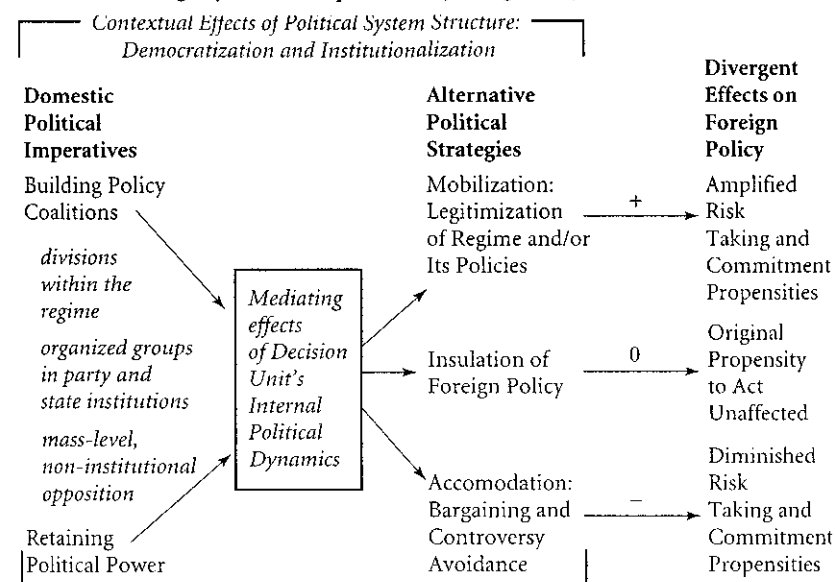 Contextual Effects of Political System Structure:
Democratization and Institutionalization
Domestic
Political
Imperatives
Building Policy
Coalitions
divisions
within the
regime
organized groups
in party and
state institutions
mass-level,
non-institutional
opposition
Retaining
Political Power
Mediating
effects
of Decision
Unit's
Internal
Political
Dynamics
Alternative
Political
Strategies
Mobilization:
Legitimization
of Regime and/or
Its Policies
Insulation of
Foreign Policy
Accomodation:
Bargaining and
Controversy
Avoidance
+
0
−
Divergent
Effects on
Foreign
Policy
Amplified
Risk
Taking and
Commitment
Propensities
Original
Propensity
to Act
Unaffected
Diminished
Risk
Taking and
Commitment
Propensities